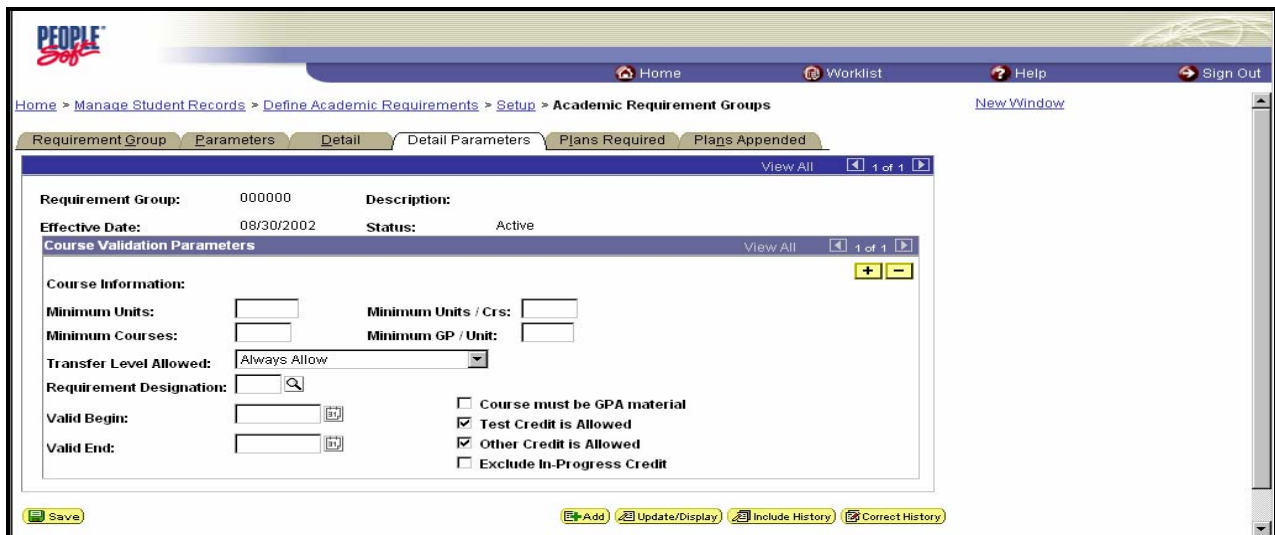 PEOPLE Soft
Home Worklist Help Sign Out
Home > Manage Student Records > Define Academic Requirements > Setup > Academic Requirement Groups New Window
Requirement Group Parameters Detail Detail Parameters Plans Required Plans Appended
View All 1 of 1
Requirement Group: 000000 Description:
Effective Date: 08/30/2002 Status: Active
Course Validation Parameters View All 1 of 1
Course Information:
Minimum Units: Minimum Units / Crs:
Minimum Courses: Minimum GP / Unit:
Transfer Level Allowed: Always Allow
Requirement Designation:
Course must be GPA material
Valid Begin:
Test Credit is Allowed
Other Credit is Allowed
Valid End:
Exclude In-Progress Credit
Save Add Update/Display Include History Correct History